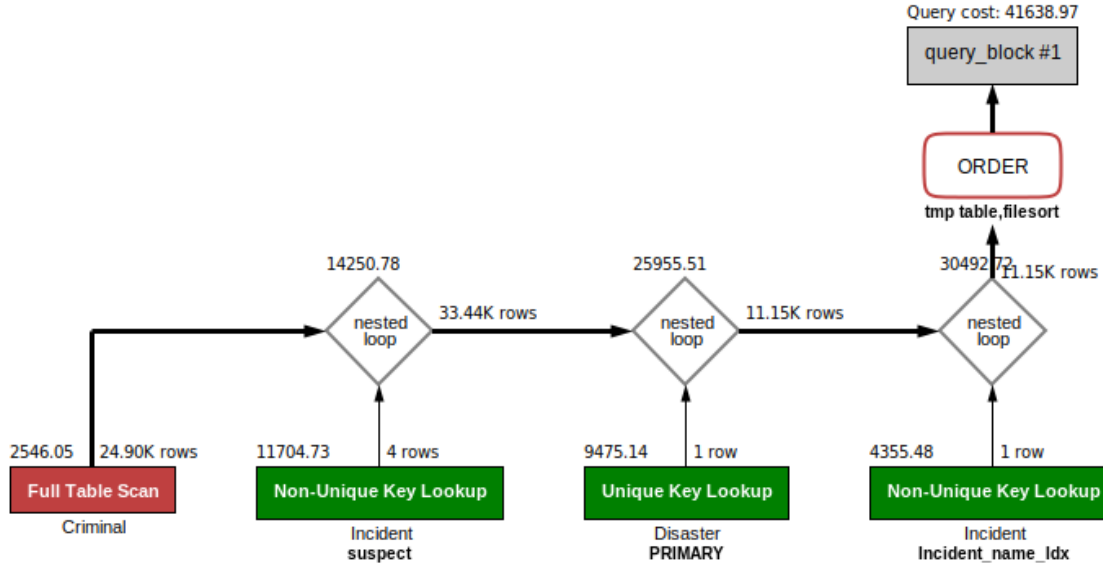 Query cost: 41638.97
query_block #1
ORDER
tmp table,filesort
14250.78
25955.51
30492.72
11.15K rows
nested
loop
33.44K rows
nested
loop
11.15K rows
nested
loop
2546.05
24.90K rows
11704.73
4 rows
9475.14
1 row
4355.48
1 row
Full Table Scan
Non-Unique Key Lookup
Unique Key Lookup
Non-Unique Key Lookup
Criminal
Incident
suspect
Disaster
PRIMARY
Incident
Incident_name_Idx